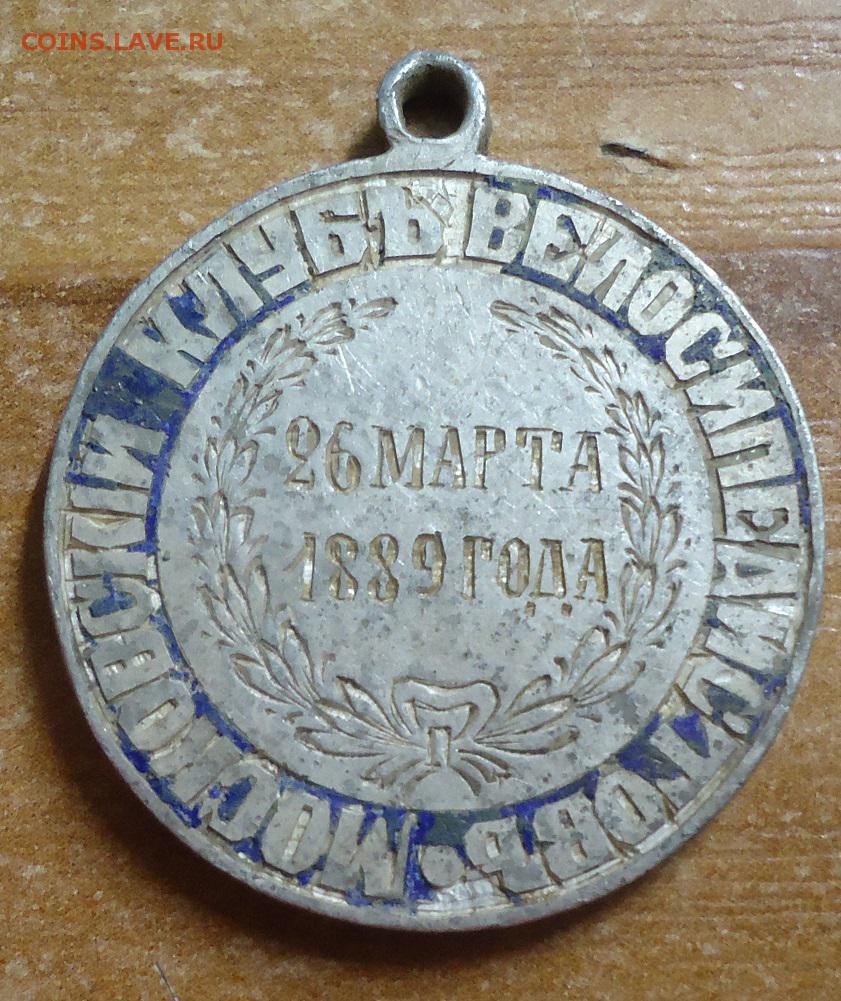 COINS.LAVE.RU
МОСКОВСКІЙ КЛУБЪ ВЕЛОСИПЕДИСТОВЪ.
26 МАРТА
1889 ГОДА